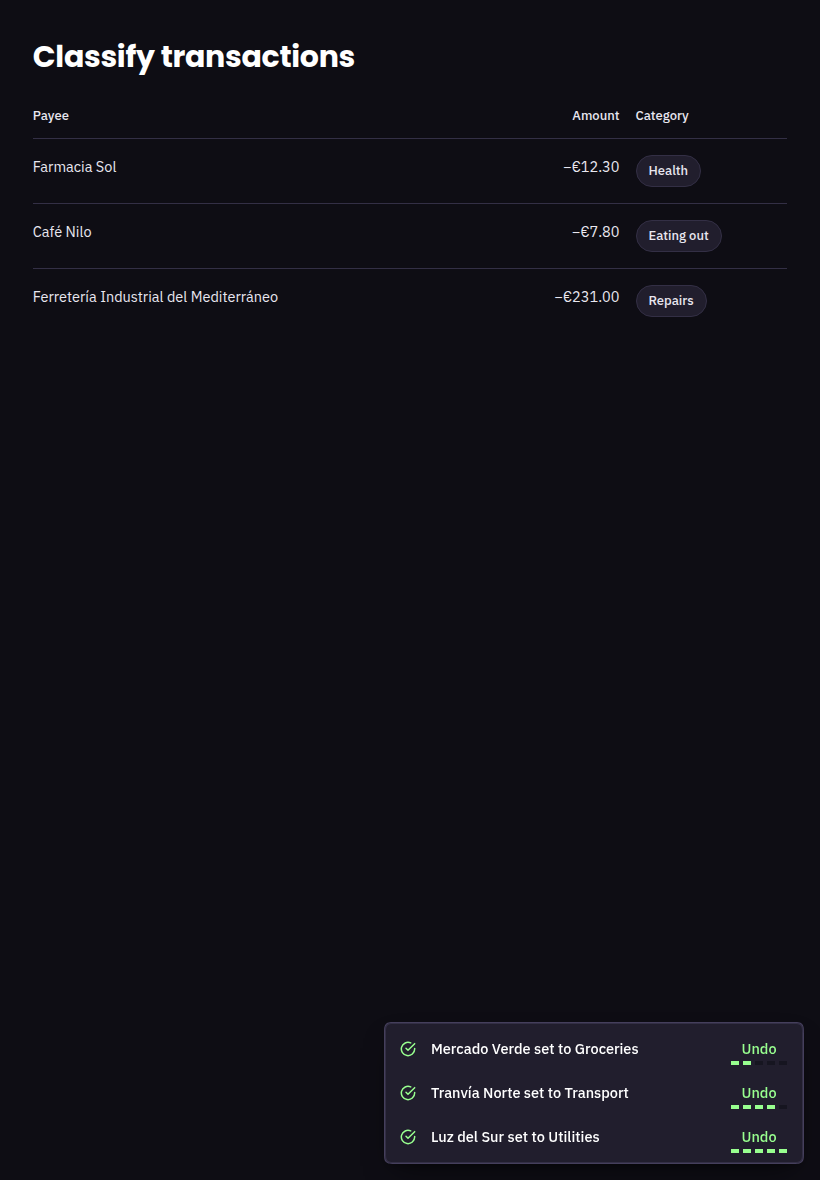 Classify transactions
Payee Amount Category
Farmacia Sol −€12.30 Health
Café Nilo −€7.80 Eating out
Ferretería Industrial del Mediterráneo −€231.00 Repairs
Mercado Verde set to Groceries Undo
Tranvía Norte set to Transport Undo
Luz del Sur set to Utilities Undo